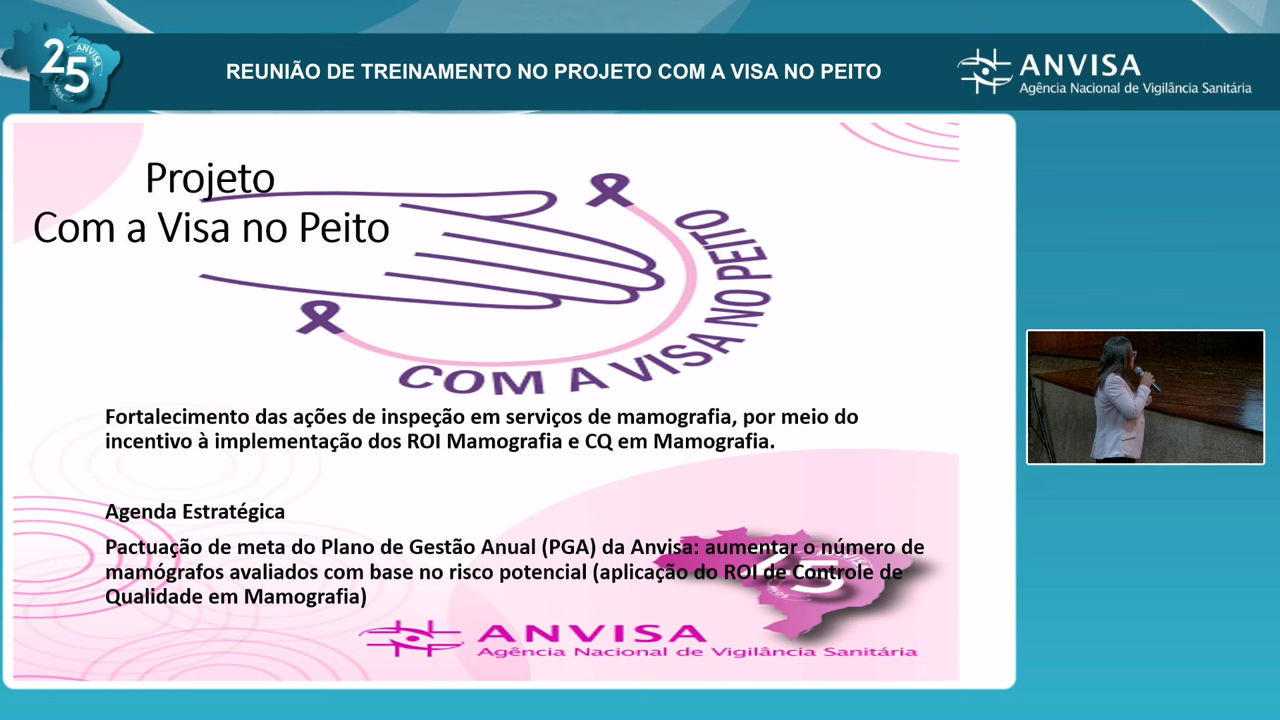 25
ANVISA
ANOS
REUNIÃO DE TREINAMENTO NO PROJETO COM A VISA NO PEITO
ANVISA
Agência Nacional de Vigilância Sanitária
Projeto
Com a Visa no Peito
COM A VISA NO PEITO
Fortalecimento das ações de inspeção em serviços de mamografia, por meio do
incentivo à implementação dos ROI Mamografia e CQ em Mamografia.
Agenda Estratégica
Pactuação de meta do Plano de Gestão Anual (PGA) da Anvisa: aumentar o número de
mamógrafos avaliados com base no risco potencial (aplicação do ROI de Controle de
Qualidade em Mamografia)
ANVISA
Agência Nacional de Vigilância Sanitária